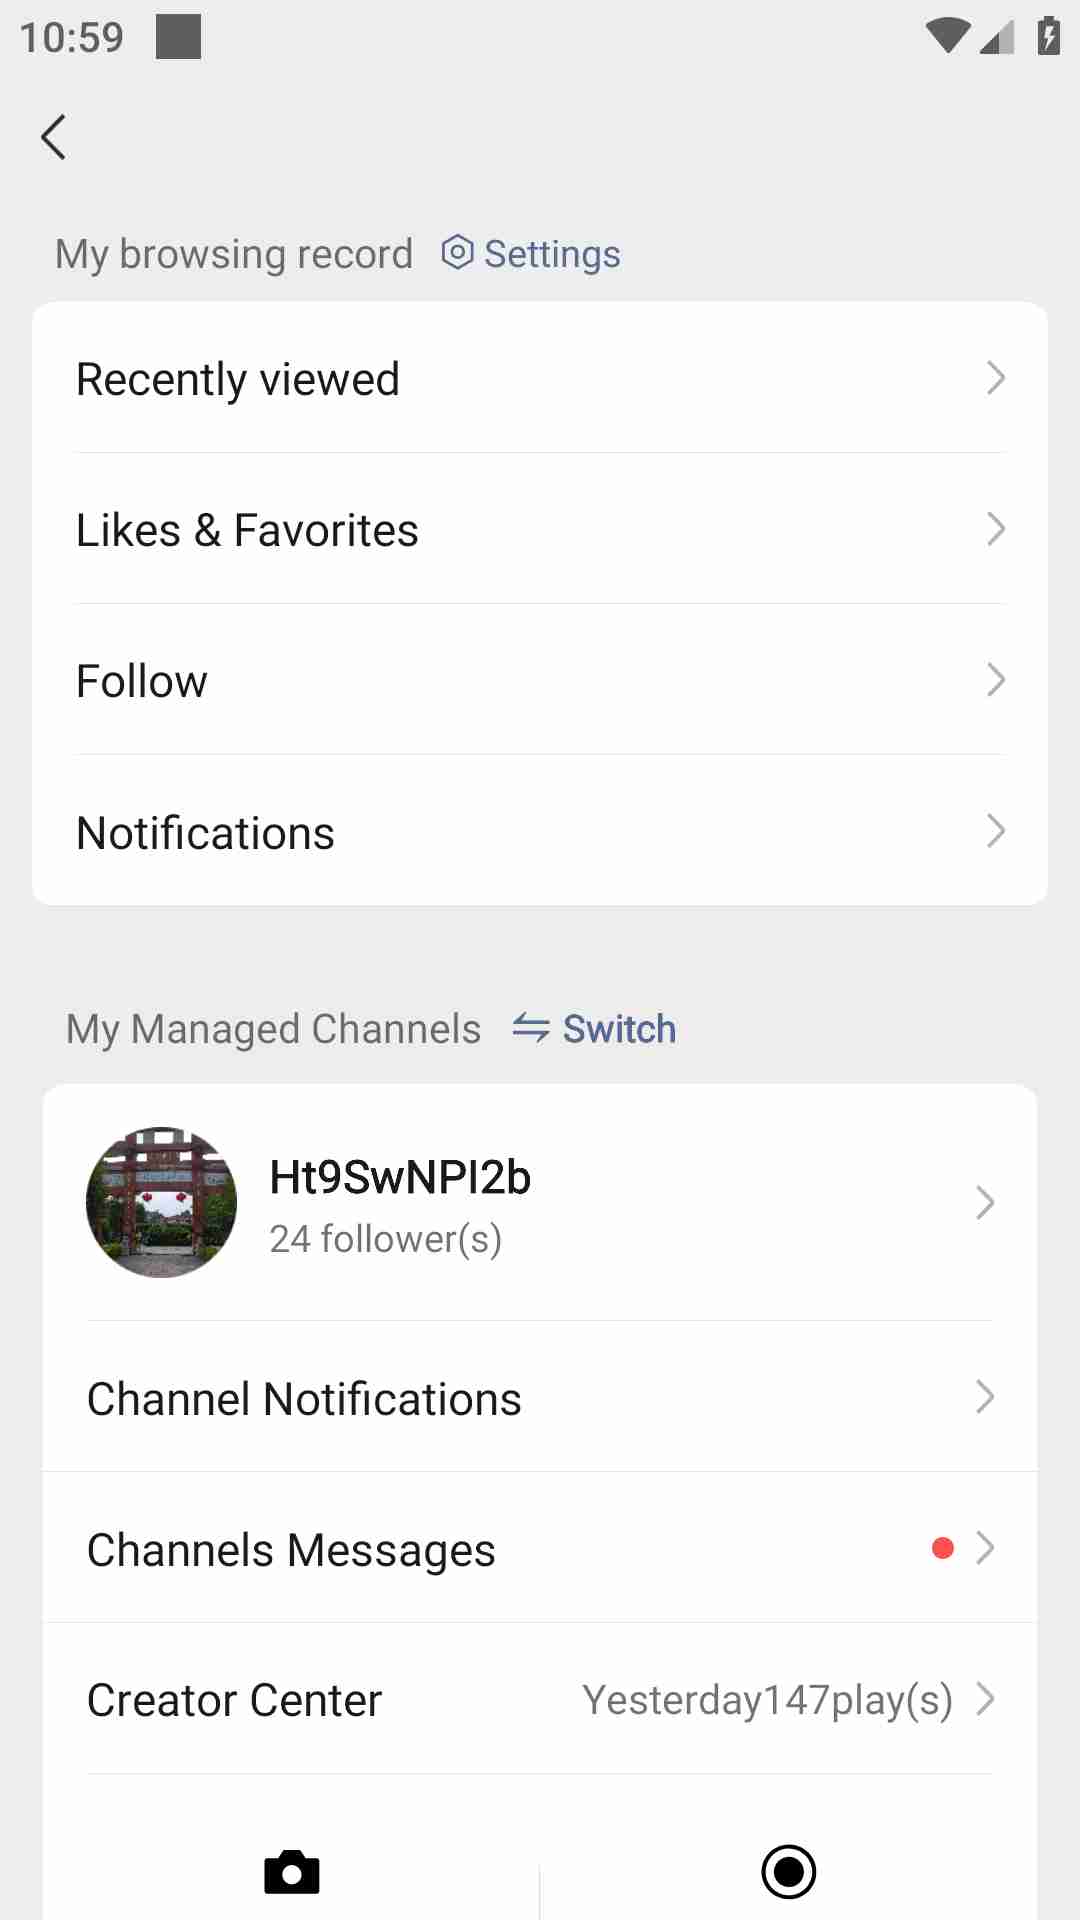 10:59
My browsing record Settings
Recently viewed
Likes & Favorites
Follow
Notifications
My Managed Channels Switch
Ht9SwNPI2b
24 follower(s)
Channel Notifications
Channels Messages
Creator Center Yesterday147play(s)